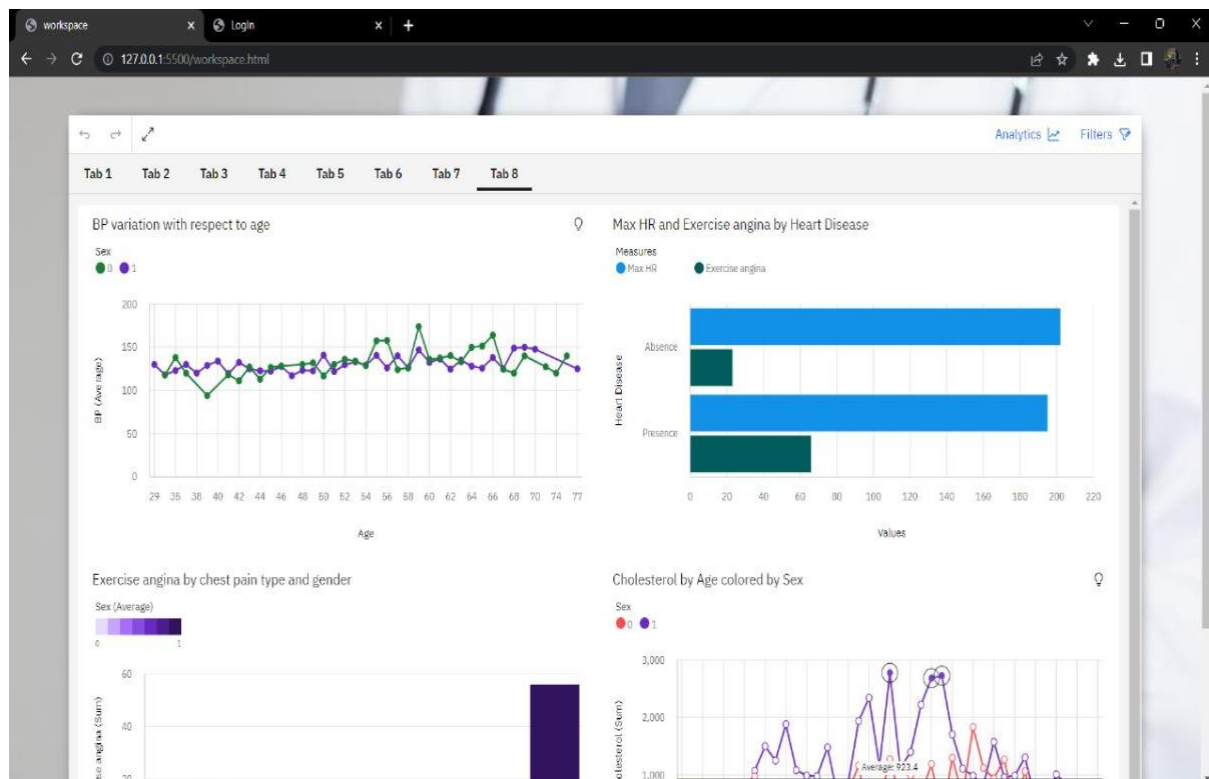 workspace
Login
127.0.0.1:5500/workspace.html
Analytics
Filters
Tab 1 Tab 2 Tab 3 Tab 4 Tab 5 Tab 6 Tab 7 Tab 8
BP variation with respect to age
Sex
0 1
200
150
100
50
0
BP (Average)
29 35 38 40 42 44 46 48 50 52 54 56 58 60 62 64 66 68 70 74 77
Age
Max HR and Exercise angina by Heart Disease
Measures
Max HR Exercise angina
Heart Disease
Absence
Presence
0 20 40 60 80 100 120 140 160 180 200 220
Values
Exercise angina by chest pain type and gender
Sex (Average)
0 1
60
40
20
se angina (Sum)
Cholesterol by Age colored by Sex
Sex
0 1
3,000
2,000
1,000
olesterol (Sum)
Average: 923.4